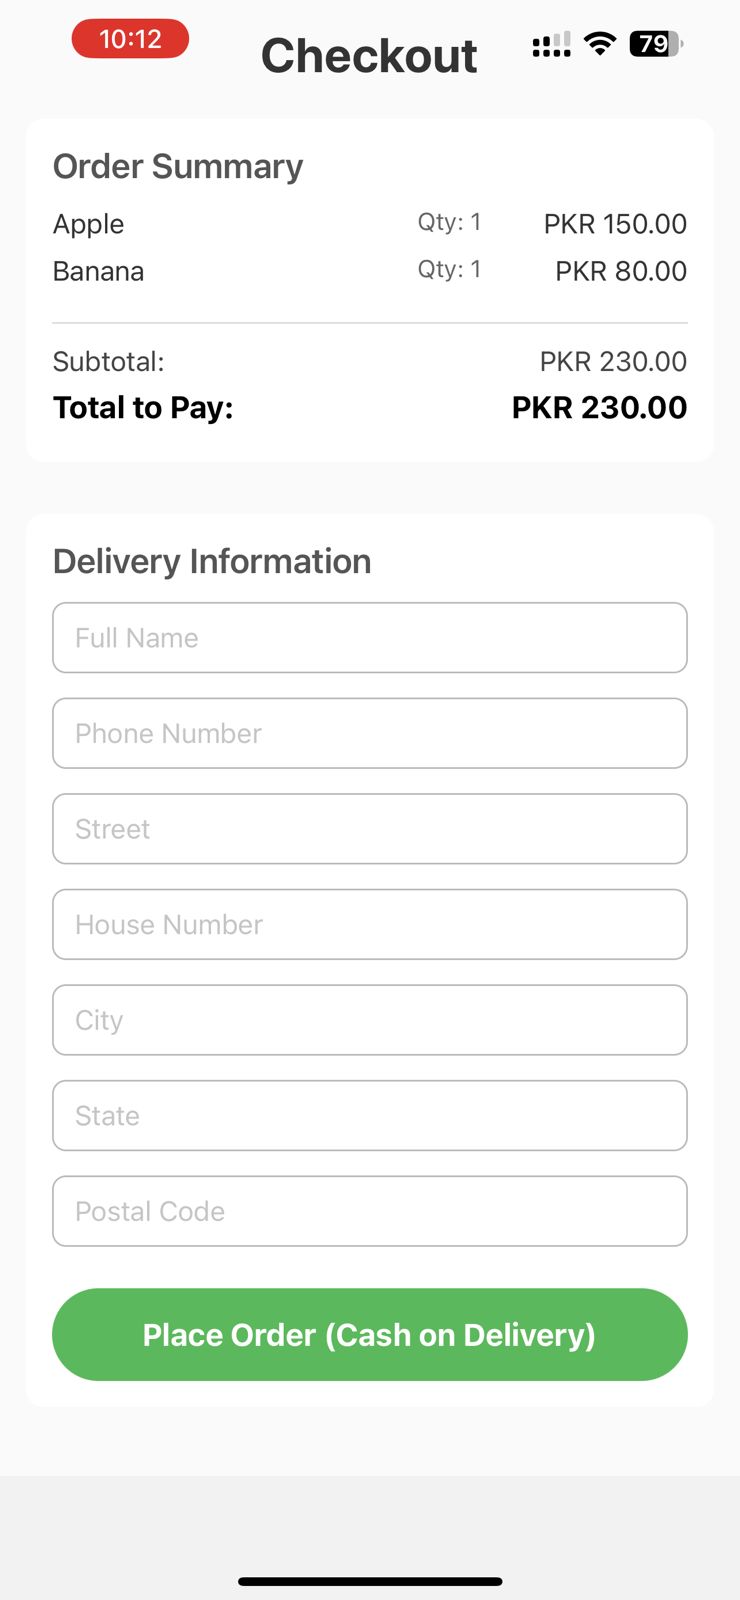 10:12
Checkout
79
Order Summary
Apple Qty: 1 PKR 150.00
Banana Qty: 1 PKR 80.00
Subtotal: PKR 230.00
Total to Pay: PKR 230.00
Delivery Information
Full Name
Phone Number
Street
House Number
City
State
Postal Code
Place Order (Cash on Delivery)